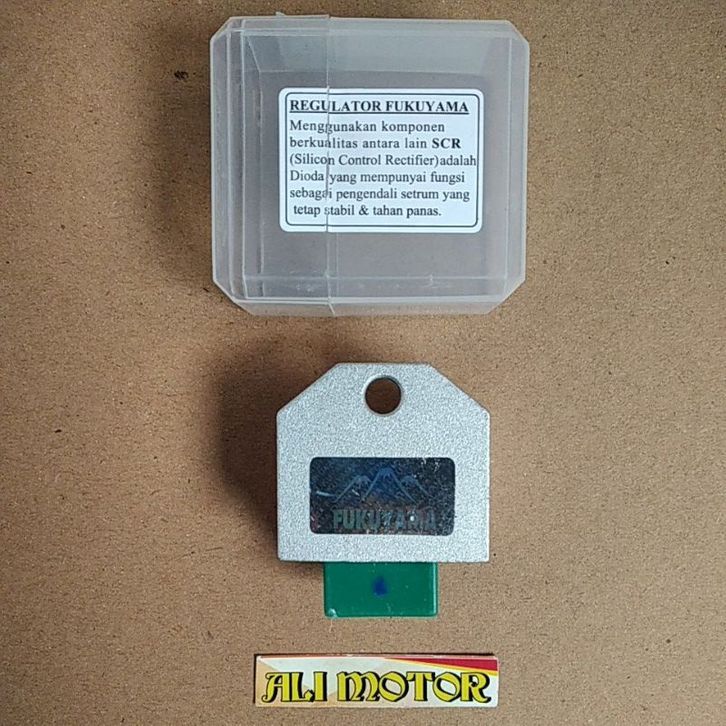 REGULATOR FUKUYAMA
Menggunakan komponen
berkualitas antara lain SCR
(Silicon Control Rectifier)adalah
Dioda yang mempunyai fungsi
sebagai pengendali setrum yang
tetap stabil & tahan panas.
FUKUYAMA
ALI MOTOR